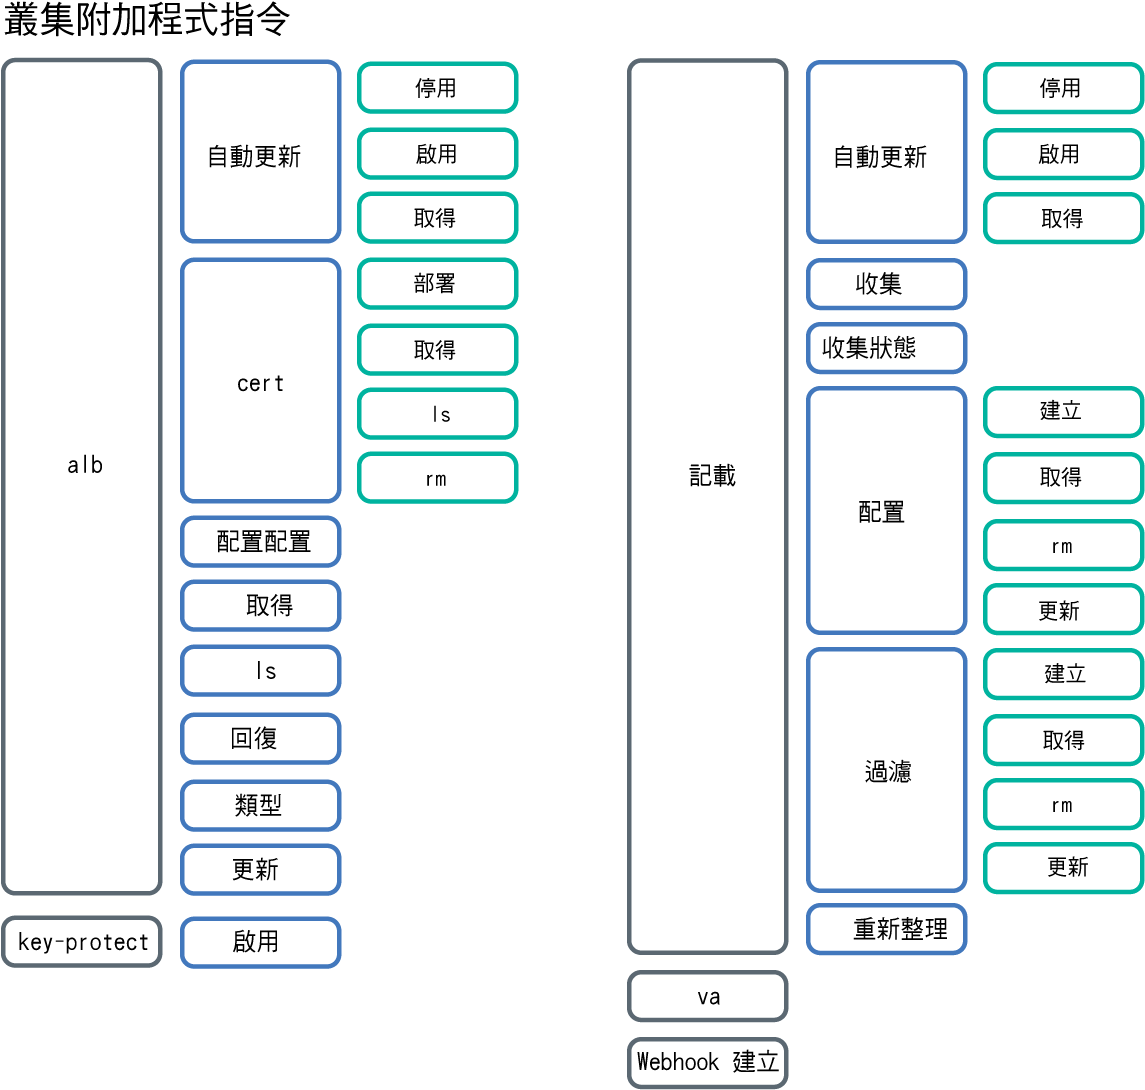 叢集附加程式指令
alb
自動更新
停用
啟用
取得
cert
部署
取得
ls
rm
配置配置
取得
ls
回復
類型
更新
key-protect
啟用
記載
自動更新
停用
啟用
取得
收集
收集狀態
配置
建立
取得
rm
更新
過濾
建立
取得
rm
更新
重新整理
va
Webhook 建立